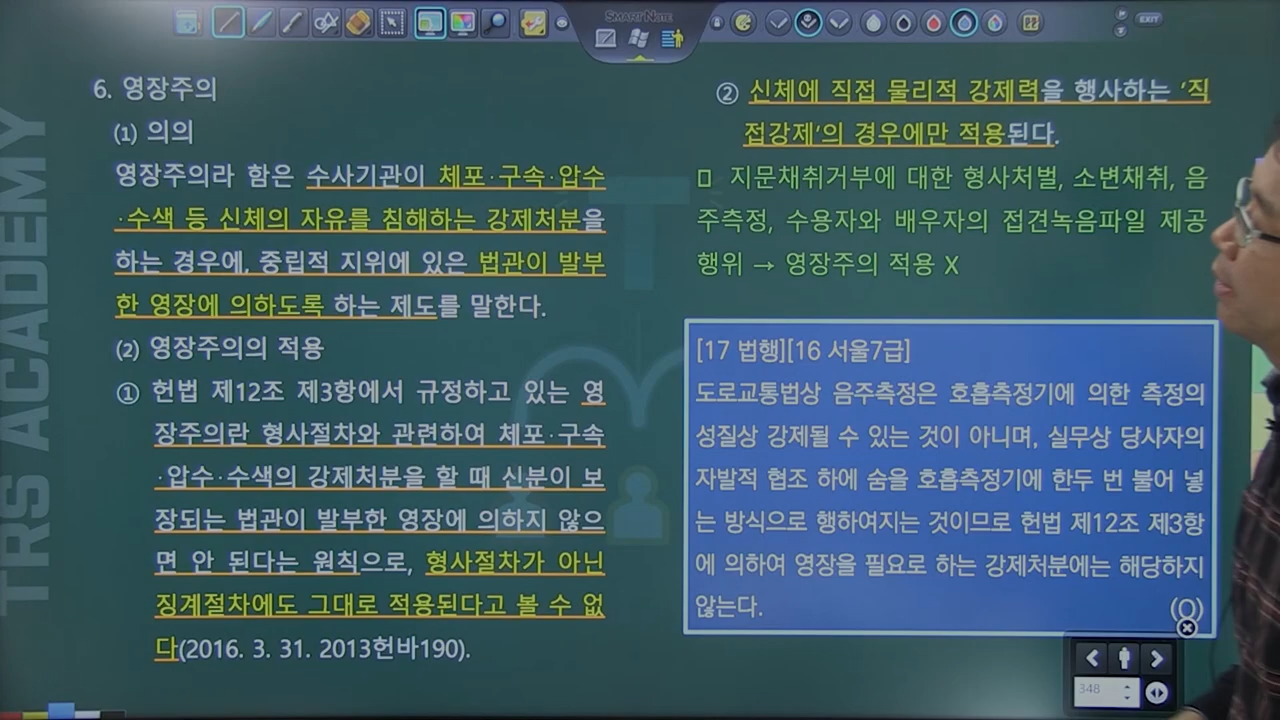 SMART NOTE
EXIT
TRS ACADEMY
6. 영장주의
(1) 의의
영장주의라 함은 수사기관이 체포·구속·압수
·수색 등 신체의 자유를 침해하는 강제처분을
하는 경우에, 중립적 지위에 있은 법관이 발부
한 영장에 의하도록 하는 제도를 말한다.
(2) 영장주의의 적용
① 헌법 제12조 제3항에서 규정하고 있는 영
장주의란 형사절차와 관련하여 체포·구속
·압수·수색의 강제처분을 할 때 신분이 보
장되는 법관이 발부한 영장에 의하지 않으
면 안 된다는 원칙으로, 형사절차가 아닌
징계절차에도 그대로 적용된다고 볼 수 없
다(2016. 3. 31. 2013헌바190).
② 신체에 직접 물리적 강제력을 행사하는 ‘직
접강제’의 경우에만 적용된다.
▯ 지문채취거부에 대한 형사처벌, 소변채취, 음
주측정, 수용자와 배우자의 접견녹음파일 제공
행위 → 영장주의 적용 X
[17 법행][16 서울7급]
도로교통법상 음주측정은 호흡측정기에 의한 측정의
성질상 강제될 수 있는 것이 아니며, 실무상 당사자의
자발적 협조 하에 숨을 호흡측정기에 한두 번 불어 넣
는 방식으로 행하여지는 것이므로 헌법 제12조 제3항
에 의하여 영장을 필요로 하는 강제처분에는 해당하지
않는다. (O)
348